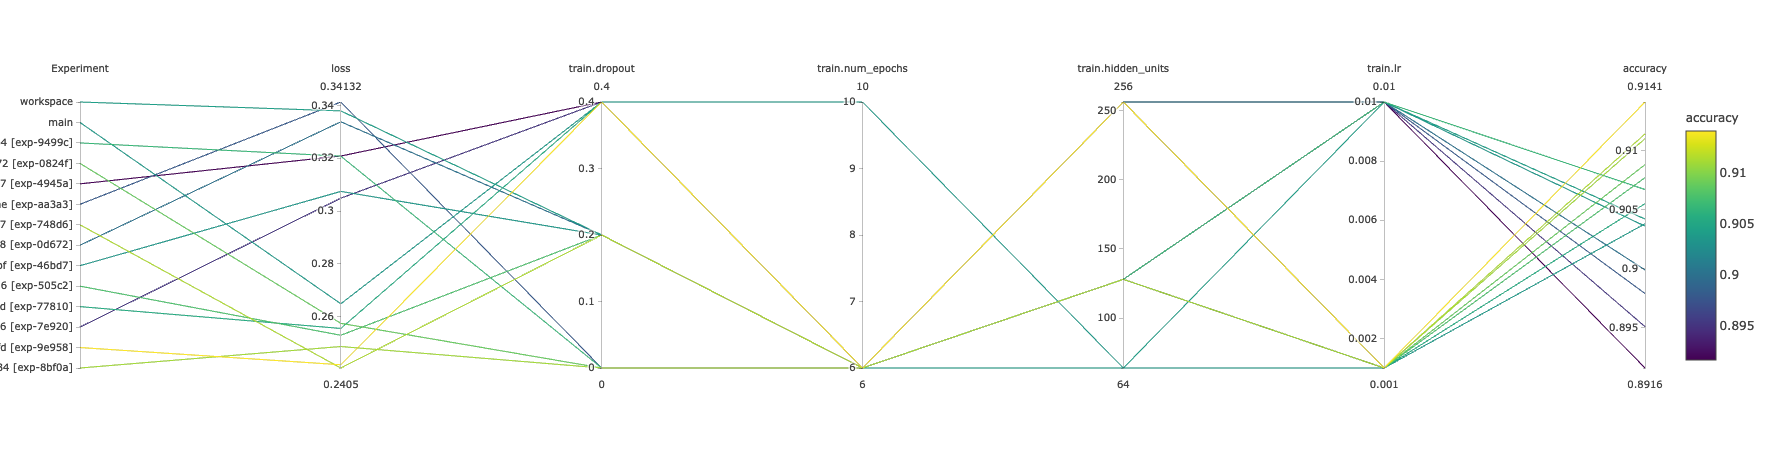 Experiment
workspace
main
4 [exp-9499c]
72 [exp-0824f]
7 [exp-4945a]
ae [exp-aa3a3]
7 [exp-748d6]
8 [exp-0d672]
bf [exp-46bd7]
6 [exp-505c2]
d [exp-77810]
6 [exp-7e920]
fd [exp-9e958]
34 [exp-8bf0a]
loss
0.34132
0.34
0.32
0.3
0.28
0.26
0.2405
train.dropout
0.4
0.4
0.3
0.2
0.1
0
0
train.num_epochs
10
10
9
8
7
6
6
train.hidden_units
256
250
200
150
100
64
train.lr
0.01
0.01
0.008
0.006
0.004
0.002
0.001
accuracy
0.9141
0.91
0.905
0.9
0.895
0.8916
accuracy
0.91
0.905
0.9
0.895